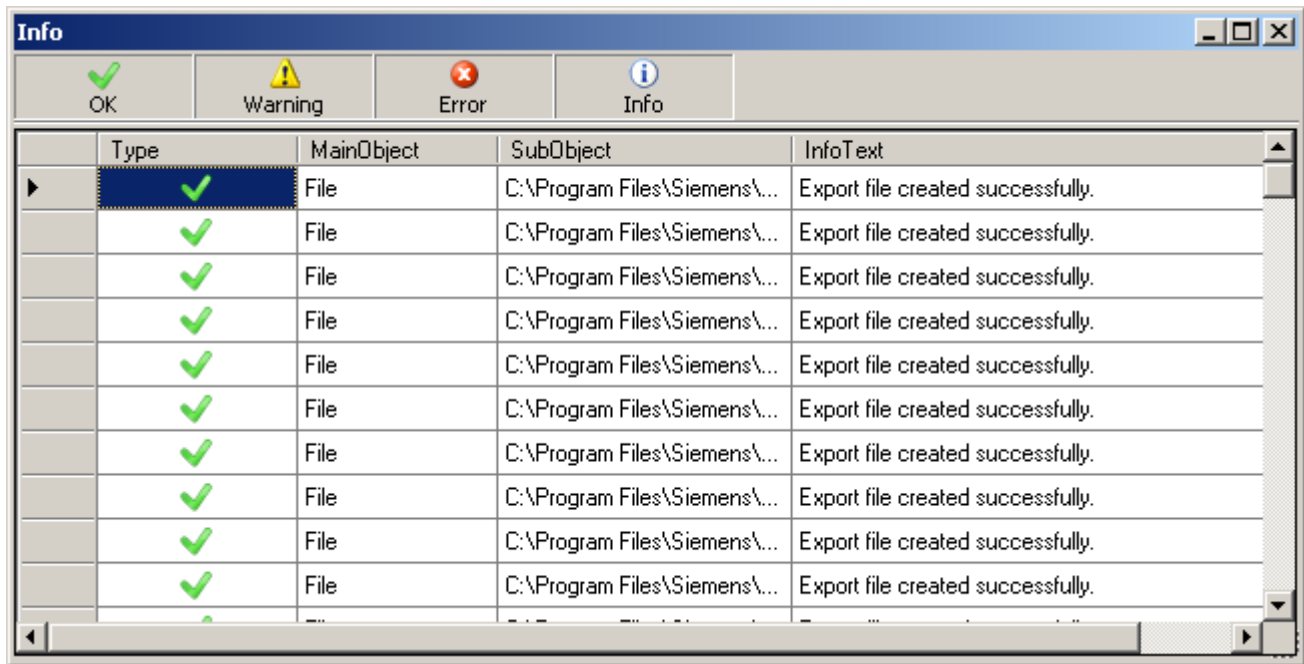 Info
OK Warning Error Info
Type MainObject SubObject InfoText
File C:\Program Files\Siemens\... Export file created successfully.
File C:\Program Files\Siemens\... Export file created successfully.
File C:\Program Files\Siemens\... Export file created successfully.
File C:\Program Files\Siemens\... Export file created successfully.
File C:\Program Files\Siemens\... Export file created successfully.
File C:\Program Files\Siemens\... Export file created successfully.
File C:\Program Files\Siemens\... Export file created successfully.
File C:\Program Files\Siemens\... Export file created successfully.
File C:\Program Files\Siemens\... Export file created successfully.
File C:\Program Files\Siemens\... Export file created successfully.